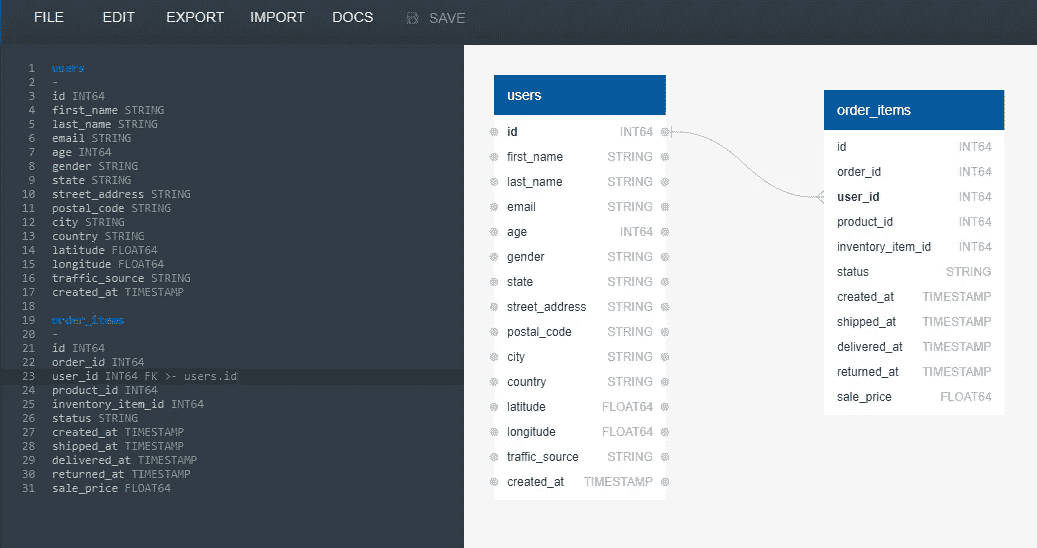 FILE EDIT EXPORT IMPORT DOCS SAVE
1 users
2 -
3 id INT64
4 first_name STRING
5 last_name STRING
6 email STRING
7 age INT64
8 gender STRING
9 state STRING
10 street_address STRING
11 postal_code STRING
12 city STRING
13 country STRING
14 latitude FLOAT64
15 longitude FLOAT64
16 traffic_source STRING
17 created_at TIMESTAMP
18
19 order_items
20 -
21 id INT64
22 order_id INT64
23 user_id INT64 FK >- users.id
24 product_id INT64
25 inventory_item_id INT64
26 status STRING
27 created_at TIMESTAMP
28 shipped_at TIMESTAMP
29 delivered_at TIMESTAMP
30 returned_at TIMESTAMP
31 sale_price FLOAT64
users
id INT64
first_name STRING
last_name STRING
email STRING
age INT64
gender STRING
state STRING
street_address STRING
postal_code STRING
city STRING
country STRING
latitude FLOAT64
longitude FLOAT64
traffic_source STRING
created_at TIMESTAMP
order_items
id INT64
order_id INT64
user_id INT64
product_id INT64
inventory_item_id INT64
status STRING
created_at TIMESTAMP
shipped_at TIMESTAMP
delivered_at TIMESTAMP
returned_at TIMESTAMP
sale_price FLOAT64